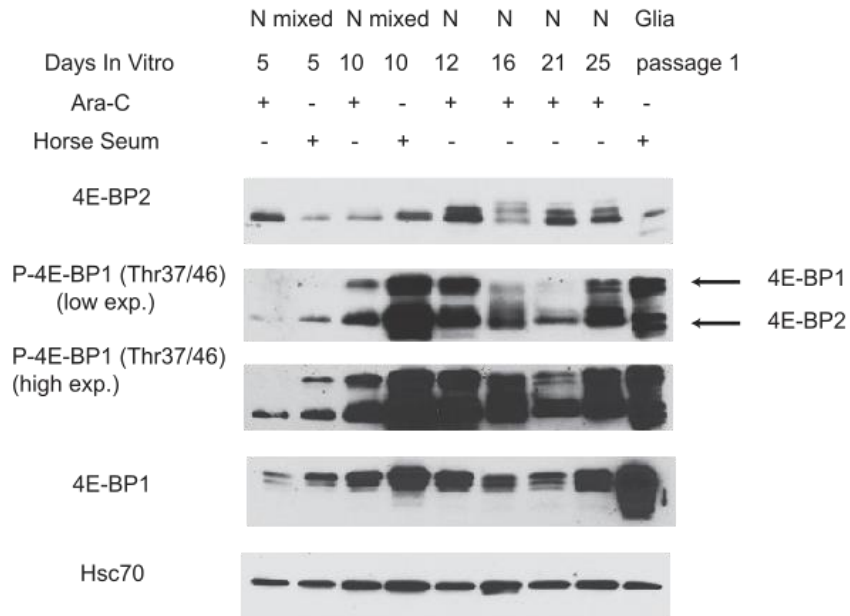 N mixed N mixed N N N N Glia
Days In Vitro 5 5 10 10 12 16 21 25 passage 1
Ara-C + - + - + + + + -
Horse Seum - + - + - - - - +
4E-BP2
P-4E-BP1 (Thr37/46)
(low exp.)
4E-BP1
4E-BP2
P-4E-BP1 (Thr37/46)
(high exp.)
4E-BP1
Hsc70